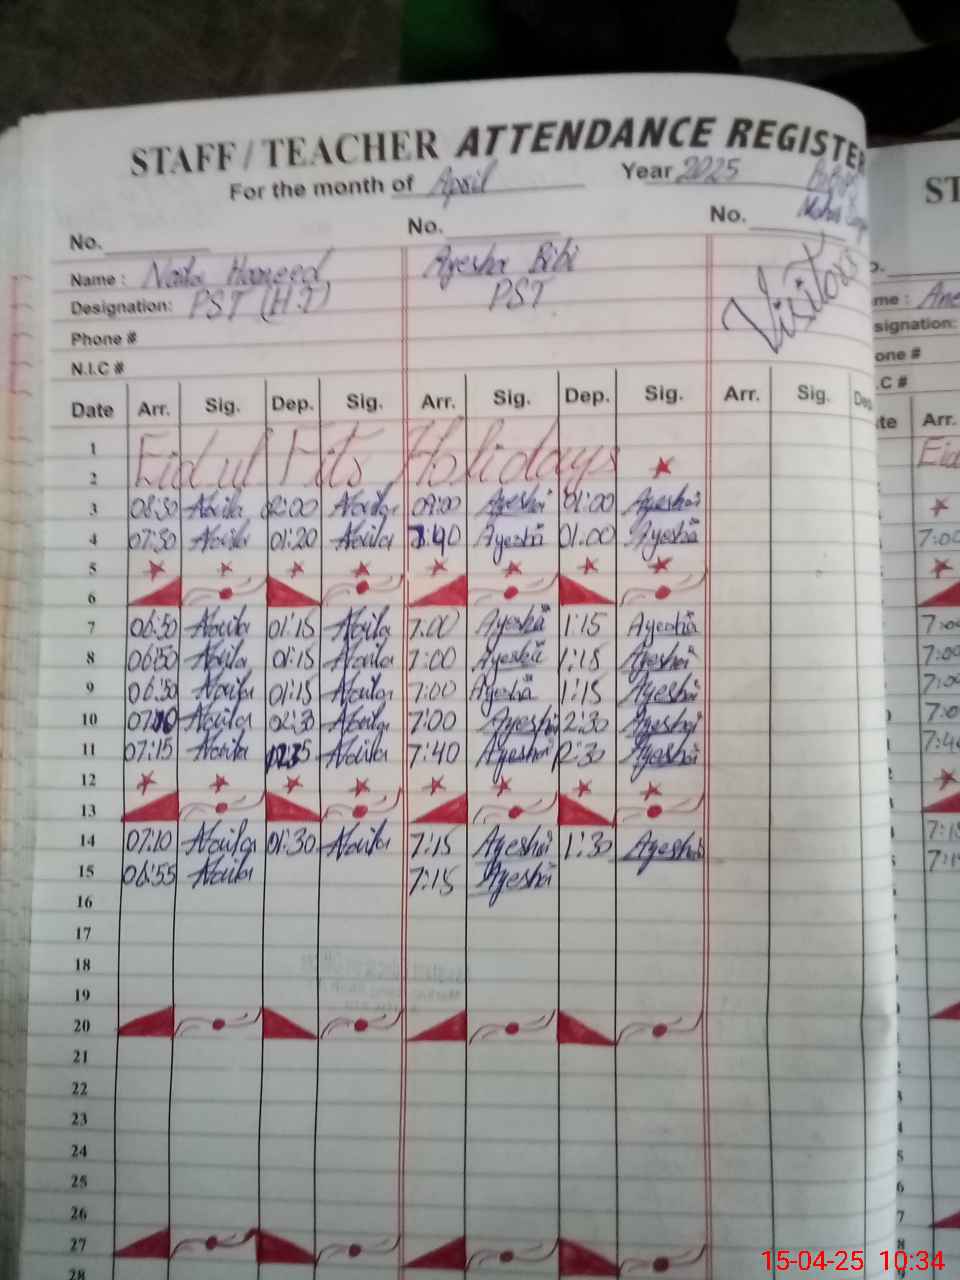 STAFF / TEACHER ATTENDANCE REGISTER
For the month of April Year 2025
No. No. No.
Name : Naila Hameed Ayesha Bibi Visitors
Designation: PST (H.T) PST
Phone #
N.I.C #
Date Arr. Sig. Dep. Sig. Arr. Sig. Dep. Sig. Arr. Sig. Dep
1
Eid ul Fits Holidays
2
3 08:30 Naila 02:00 Naila 09:00 Ayesha 01:00 Ayesha
4 07:30 Naila 01:20 Naila 7:40 Ayesha 01:00 Ayesha
5
6
7 06:50 Naila 01:15 Naila 7:00 Ayesha 1:15 Ayesha
8 06:50 Naila 01:15 Naila 7:00 Ayesha 1:15 Ayesha
9 06:50 Naila 01:15 Naila 7:00 Ayesha 1:15 Ayesha
10 07:10 Naila 02:30 Naila 7:00 Ayesha 2:30 Ayesha
11 07:15 Naila Naila 7:40 Ayesha 12:30 Ayesha
12
13
14 07:10 Naila 01:30 Naila 7:15 Ayesha 1:30 Ayesha
15 06:55 Naila 7:15 Ayesha
16
17
18
19
20
21
22
23
24
25
26
27
28
15-04-25 10:34